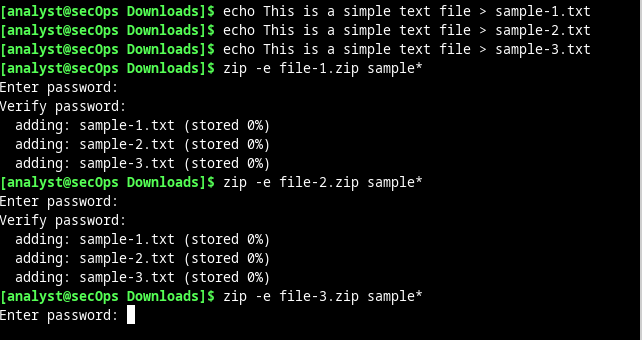 [analyst@secOps Downloads]$ echo This is a simple text file > sample-1.txt
[analyst@secOps Downloads]$ echo This is a simple text file > sample-2.txt
[analyst@secOps Downloads]$ echo This is a simple text file > sample-3.txt
[analyst@secOps Downloads]$ zip -e file-1.zip sample*
Enter password:
Verify password:
  adding: sample-1.txt (stored 0%)
  adding: sample-2.txt (stored 0%)
  adding: sample-3.txt (stored 0%)
[analyst@secOps Downloads]$ zip -e file-2.zip sample*
Enter password:
Verify password:
  adding: sample-1.txt (stored 0%)
  adding: sample-2.txt (stored 0%)
  adding: sample-3.txt (stored 0%)
[analyst@secOps Downloads]$ zip -e file-3.zip sample*
Enter password: